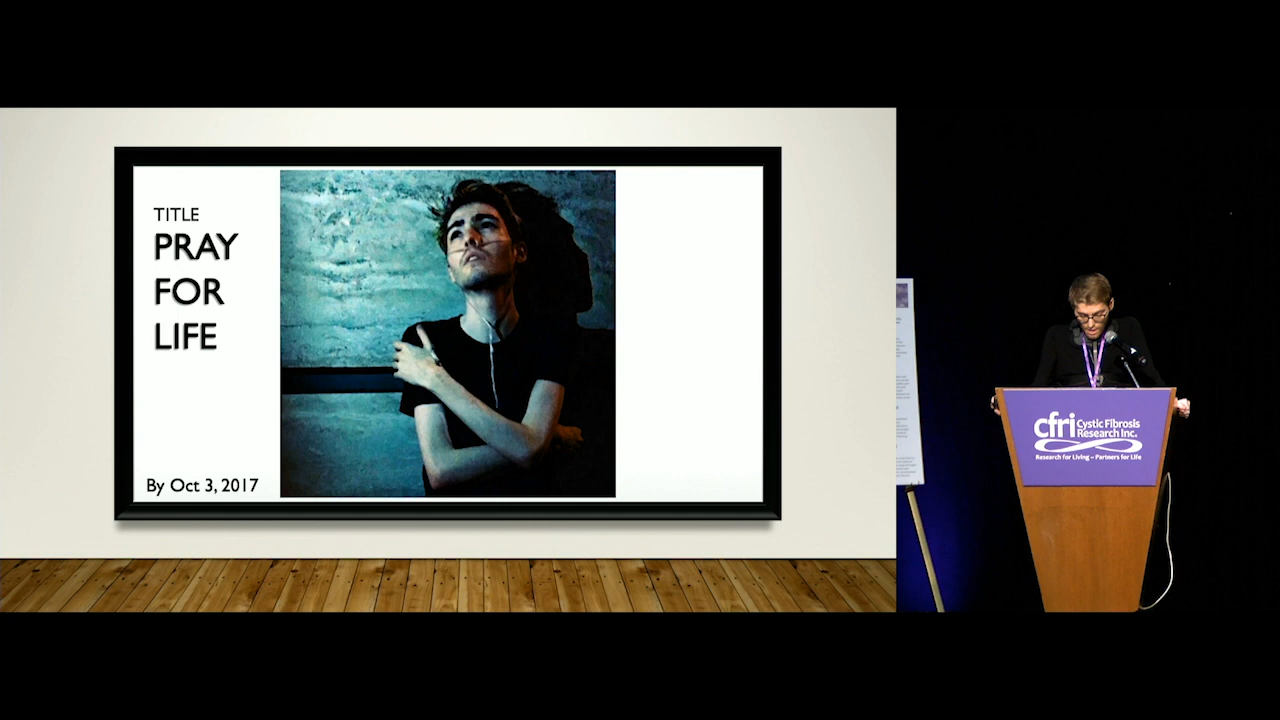 TITLE
PRAY
FOR
LIFE
By Oct 3, 2017
cfri Cystic Fibrosis
Research Inc.
Research for Living – Partners for Life